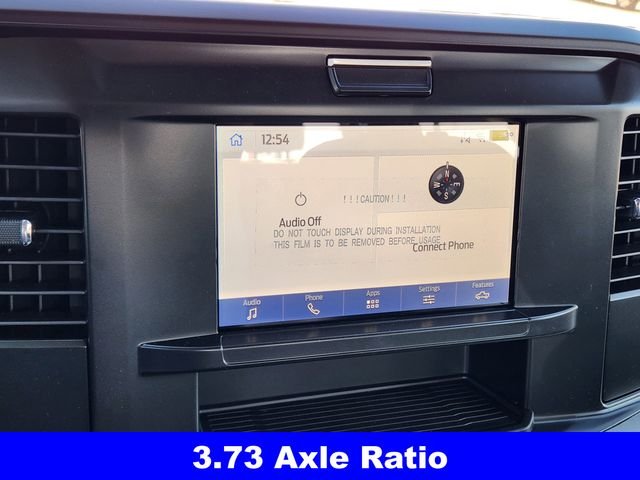 12:54
N
W E
S
! ! ! CAUTION ! ! !
Audio Off
DO NOT TOUCH DISPLAY DURING INSTALLATION
THIS FILM IS TO BE REMOVED BEFORE USAGE
Connect Phone
Audio Phone Apps Settings Features
3.73 Axle Ratio